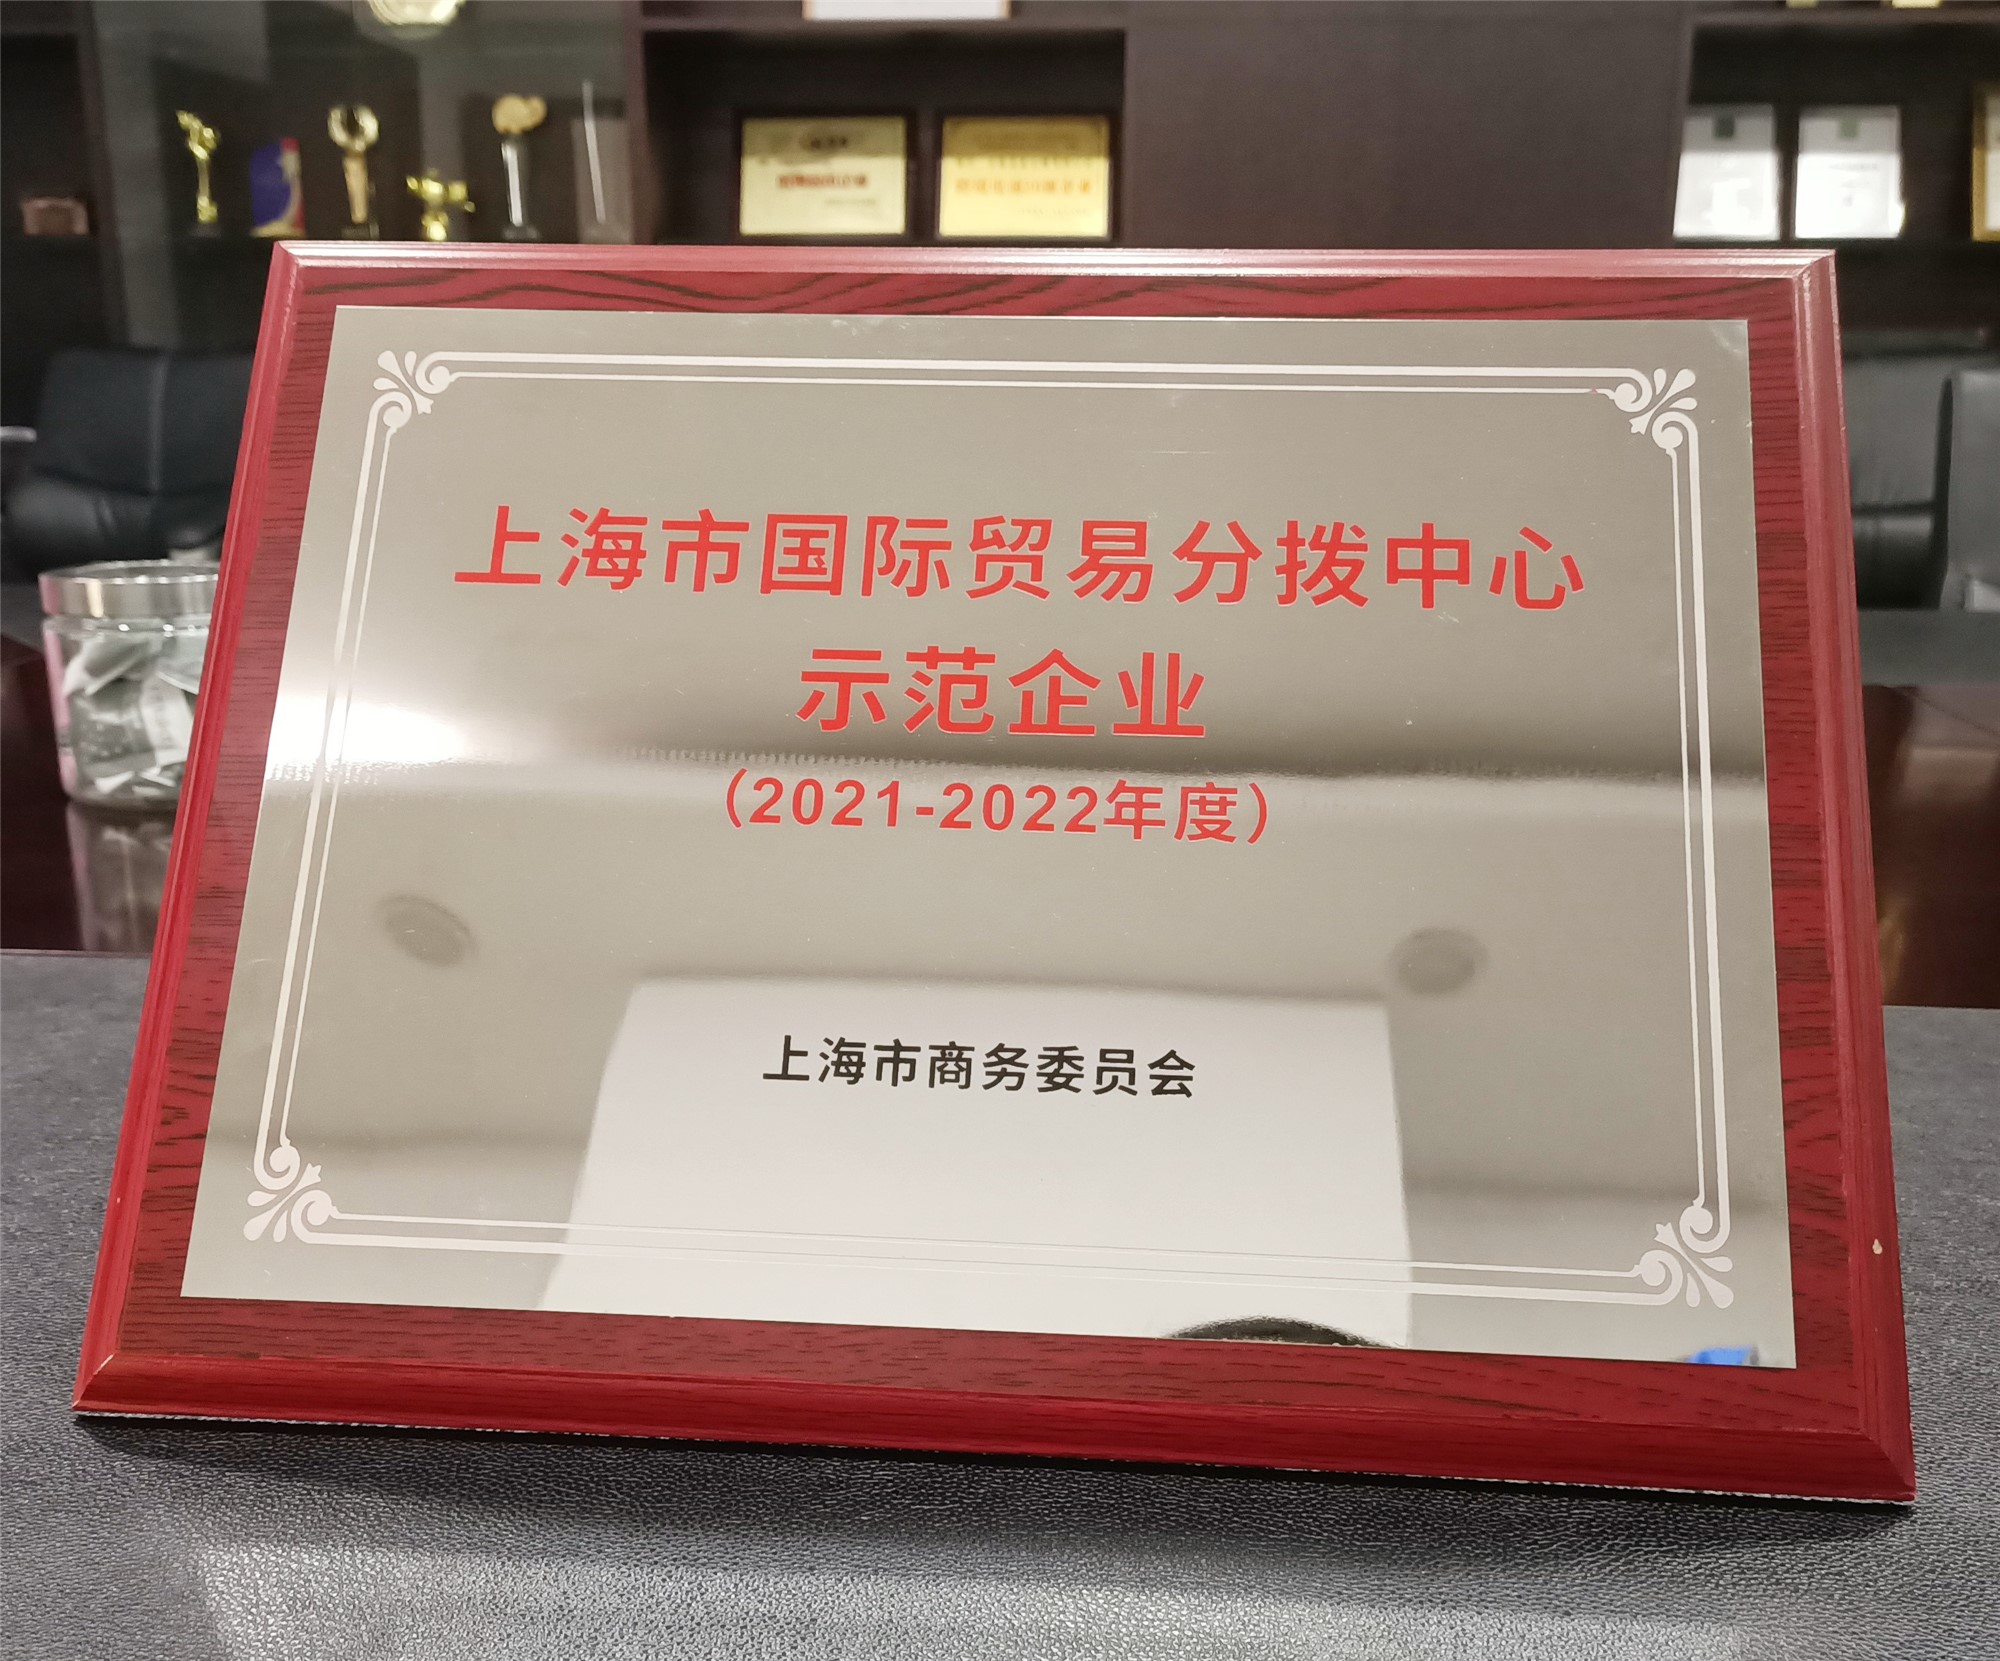 上海市国际贸易分拨中心
示范企业
（2021-2022年度）
上海市商务委员会